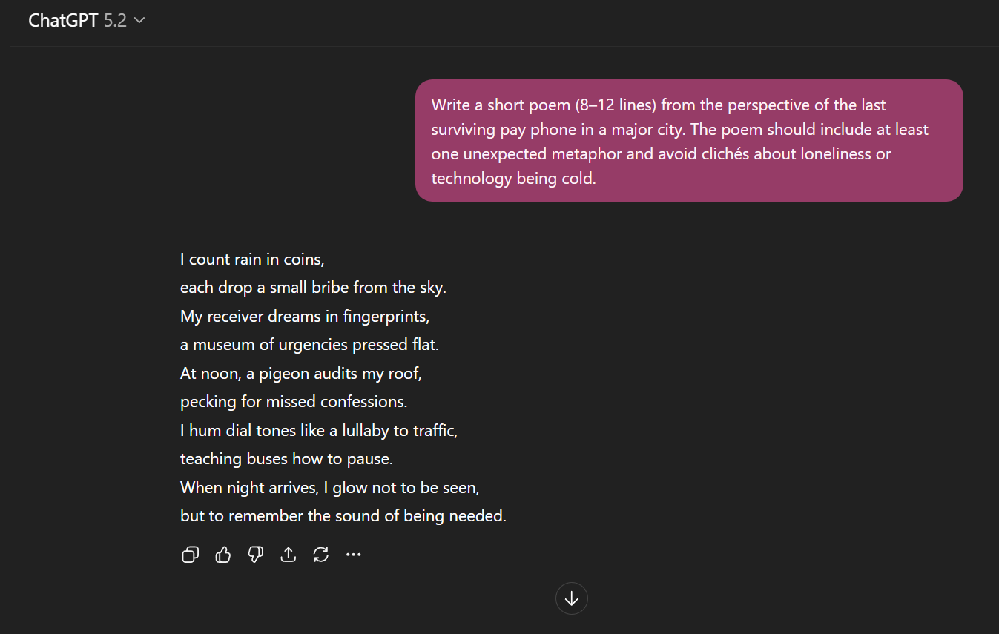 ChatGPT 5.2
Write a short poem (8–12 lines) from the perspective of the last
surviving pay phone in a major city. The poem should include at least
one unexpected metaphor and avoid clichés about loneliness or
technology being cold.
I count rain in coins,
each drop a small bribe from the sky.
My receiver dreams in fingerprints,
a museum of urgencies pressed flat.
At noon, a pigeon audits my roof,
pecking for missed confessions.
I hum dial tones like a lullaby to traffic,
teaching buses how to pause.
When night arrives, I glow not to be seen,
but to remember the sound of being needed.